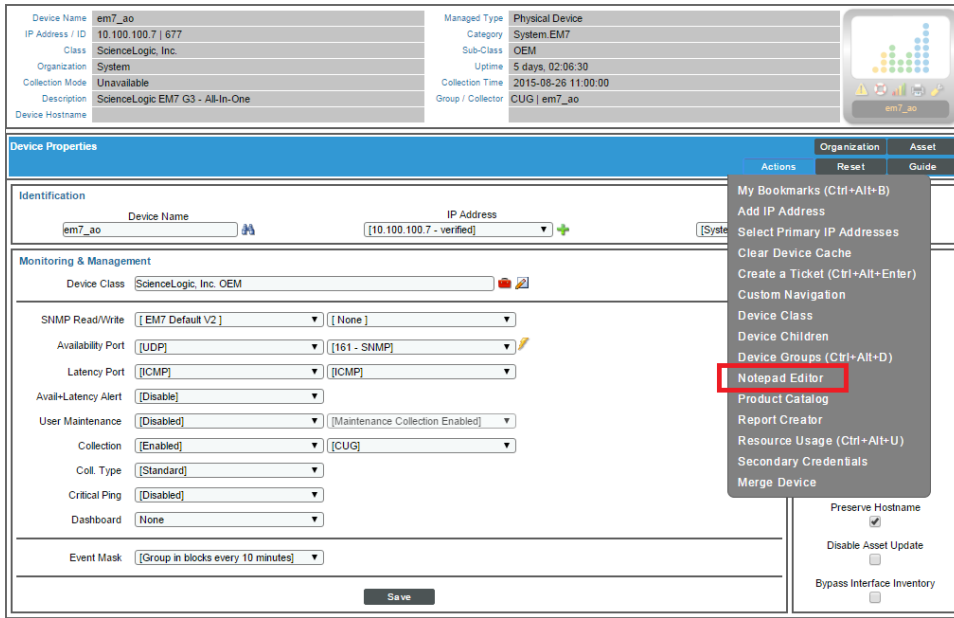 Device Name em7_ao Managed Type Physical Device
IP Address / ID 10.100.100.7 | 677 Category System.EM7
Class ScienceLogic, Inc. Sub-Class OEM
Organization System Uptime 5 days, 02:06:30
Collection Mode Unavailable Collection Time 2015-08-26 11:00:00
Description ScienceLogic EM7 G3 - All-In-One Group / Collector CUG | em7_ao
Device Hostname
em7_ao
Device Properties
Organization Asset
Actions Reset Guide
My Bookmarks (Ctrl+Alt+B)
Add IP Address
Select Primary IP Addresses
Clear Device Cache
Create a Ticket (Ctrl+Alt+Enter)
Custom Navigation
Device Class
Device Children
Device Groups (Ctrl+Alt+D)
Notepad Editor
Product Catalog
Report Creator
Resource Usage (Ctrl+Alt+U)
Secondary Credentials
Merge Device
Identification
Device Name IP Address
em7_ao [10.100.100.7 - verified] [Syste
Monitoring & Management
Device Class ScienceLogic, Inc. OEM
SNMP Read/Write [ EM7 Default V2 ] [ None ]
Availability Port [UDP] [161 - SNMP]
Latency Port [ICMP] [ICMP]
Avail+Latency Alert [Disable]
User Maintenance [Disabled] [Maintenance Collection Enabled]
Collection [Enabled] [CUG]
Coll. Type [Standard]
Critical Ping [Disabled]
Dashboard None
Event Mask [Group in blocks every 10 minutes]
Save
Preserve Hostname
Disable Asset Update
Bypass Interface Inventory